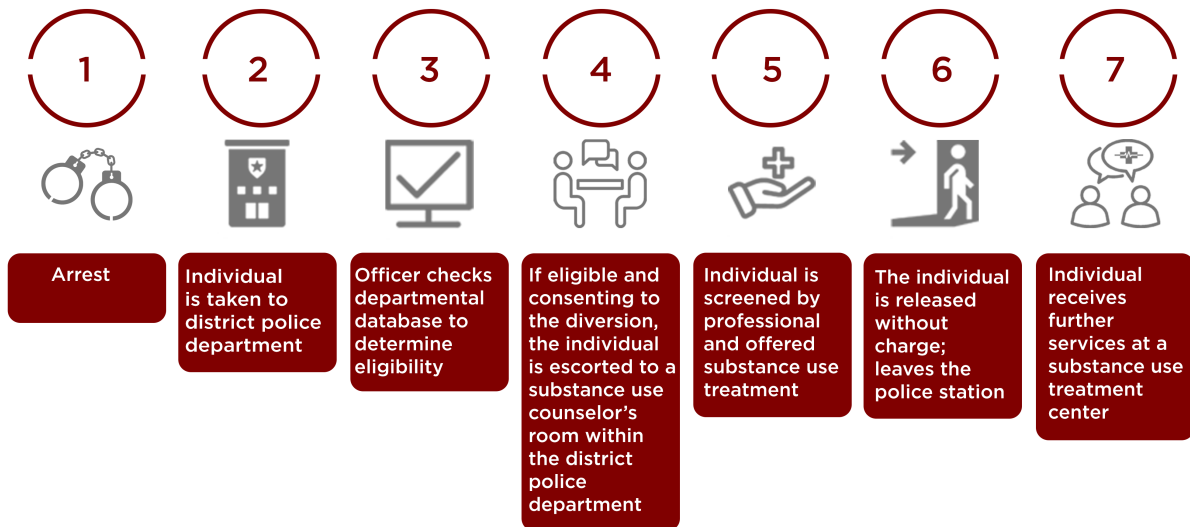 1
2
3
4
5
6
7
Arrest
Individual
is taken to
district police
department
Officer checks
departmental
database to
determine
eligibility
If eligible and
consenting to
the diversion,
the individual
is escorted to a
substance use
counselor's
room within
the district
police
department
Individual is
screened by
professional
and offered
substance use
treatment
The individual
is released
without
charge;
leaves the
police station
Individual
receives
further
services at a
substance use
treatment
center